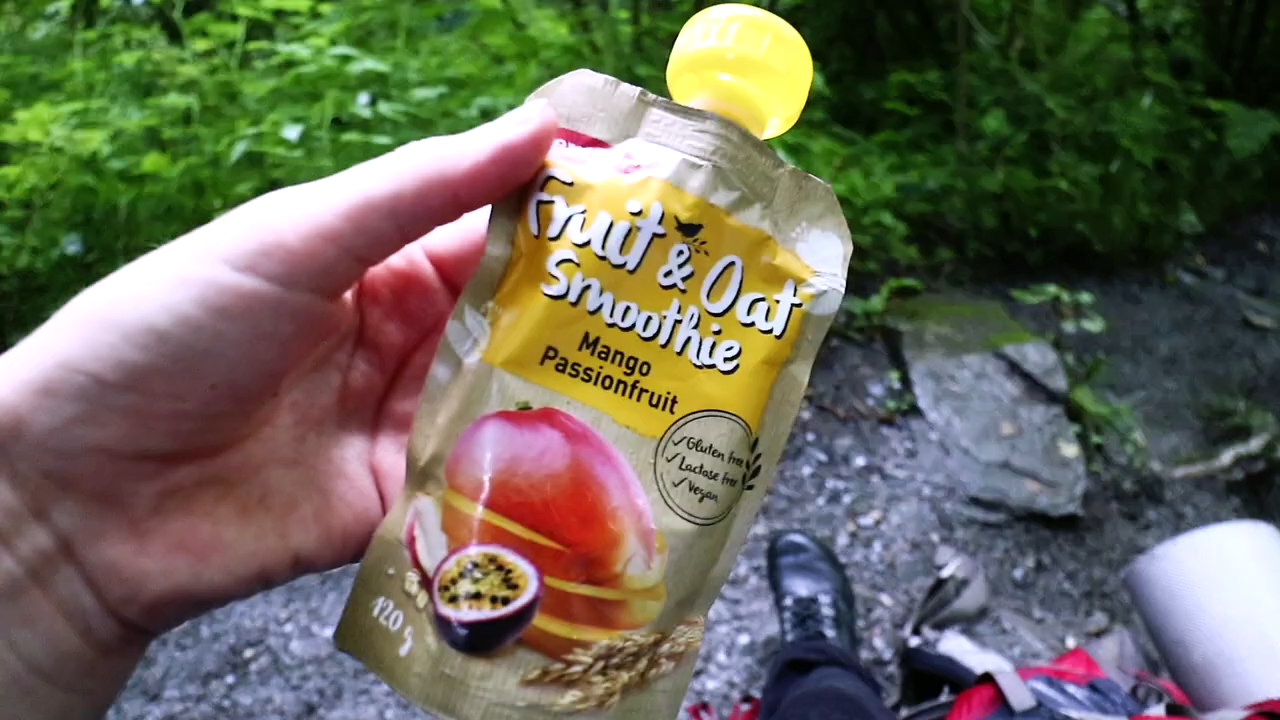 Fruit & Oat
Smoothie
Mango
Passionfruit
Gluten free
Lactose free
Vegan
120 g